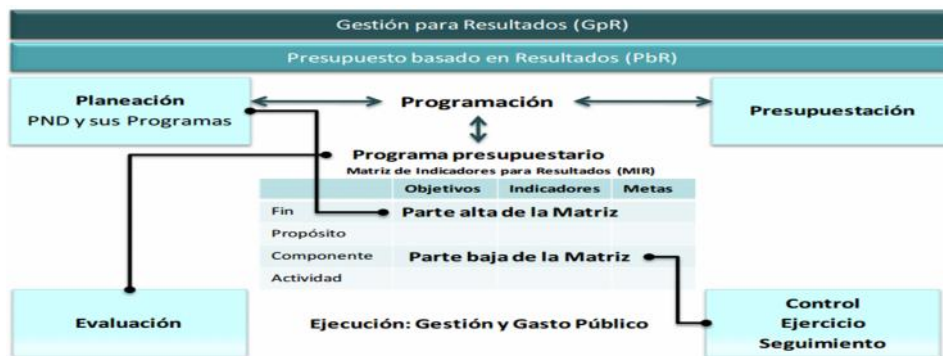 Gestión para Resultados (GpR)
Presupuesto basado en Resultados (PbR)
Planeación
PND y sus Programas
Programación
Presupuestación
Programa presupuestario
Matriz de Indicadores para Resultados (MIR)
Objetivos Indicadores Metas
Fin Parte alta de la Matriz
Propósito
Componente Parte baja de la Matriz
Actividad
Evaluación
Ejecución: Gestión y Gasto Público
Control
Ejercicio
Seguimiento